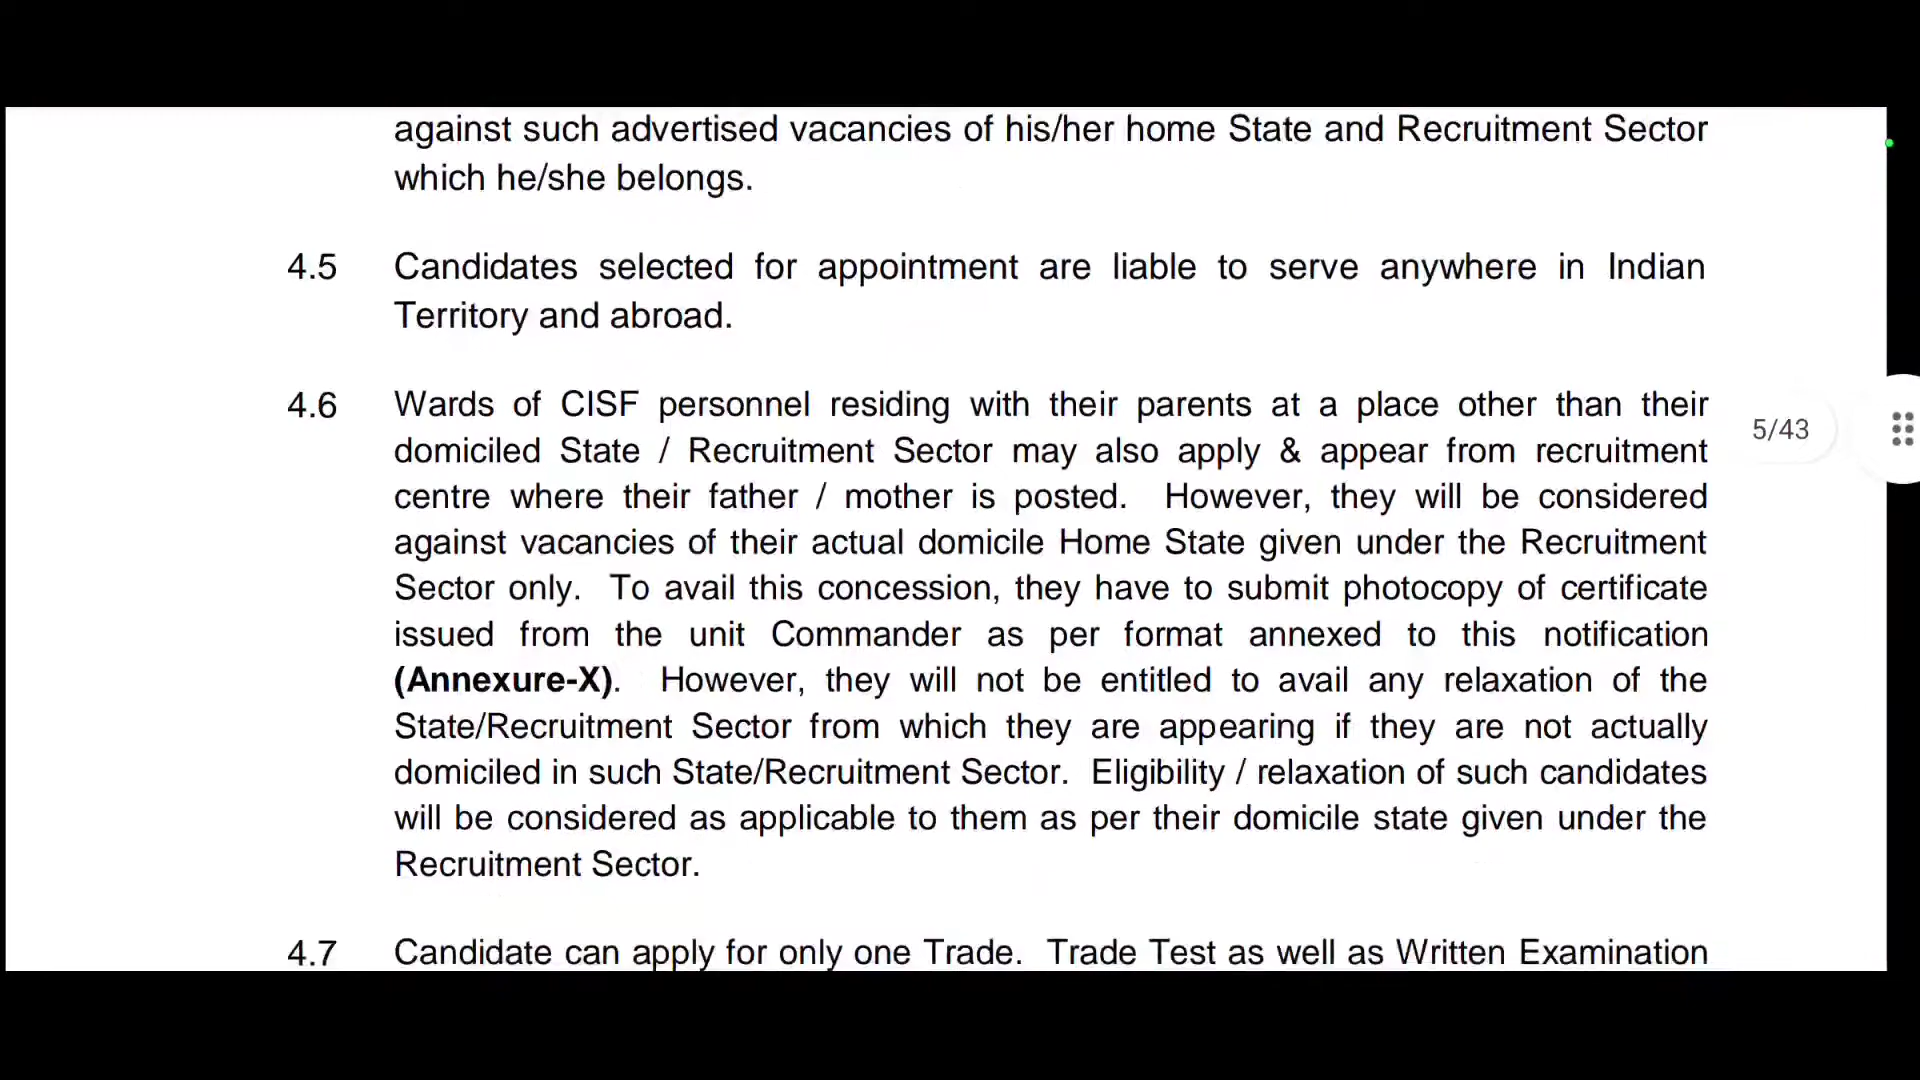 against such advertised vacancies of his/her home State and Recruitment Sector
which he/she belongs.
4.5 Candidates selected for appointment are liable to serve anywhere in Indian
Territory and abroad.
4.6 Wards of CISF personnel residing with their parents at a place other than their
domiciled State / Recruitment Sector may also apply & appear from recruitment
centre where their father / mother is posted. However, they will be considered
against vacancies of their actual domicile Home State given under the Recruitment
Sector only. To avail this concession, they have to submit photocopy of certificate
issued from the unit Commander as per format annexed to this notification
(Annexure-X). However, they will not be entitled to avail any relaxation of the
State/Recruitment Sector from which they are appearing if they are not actually
domiciled in such State/Recruitment Sector. Eligibility / relaxation of such candidates
will be considered as applicable to them as per their domicile state given under the
Recruitment Sector.
4.7 Candidate can apply for only one Trade. Trade Test as well as Written Examination
5/43